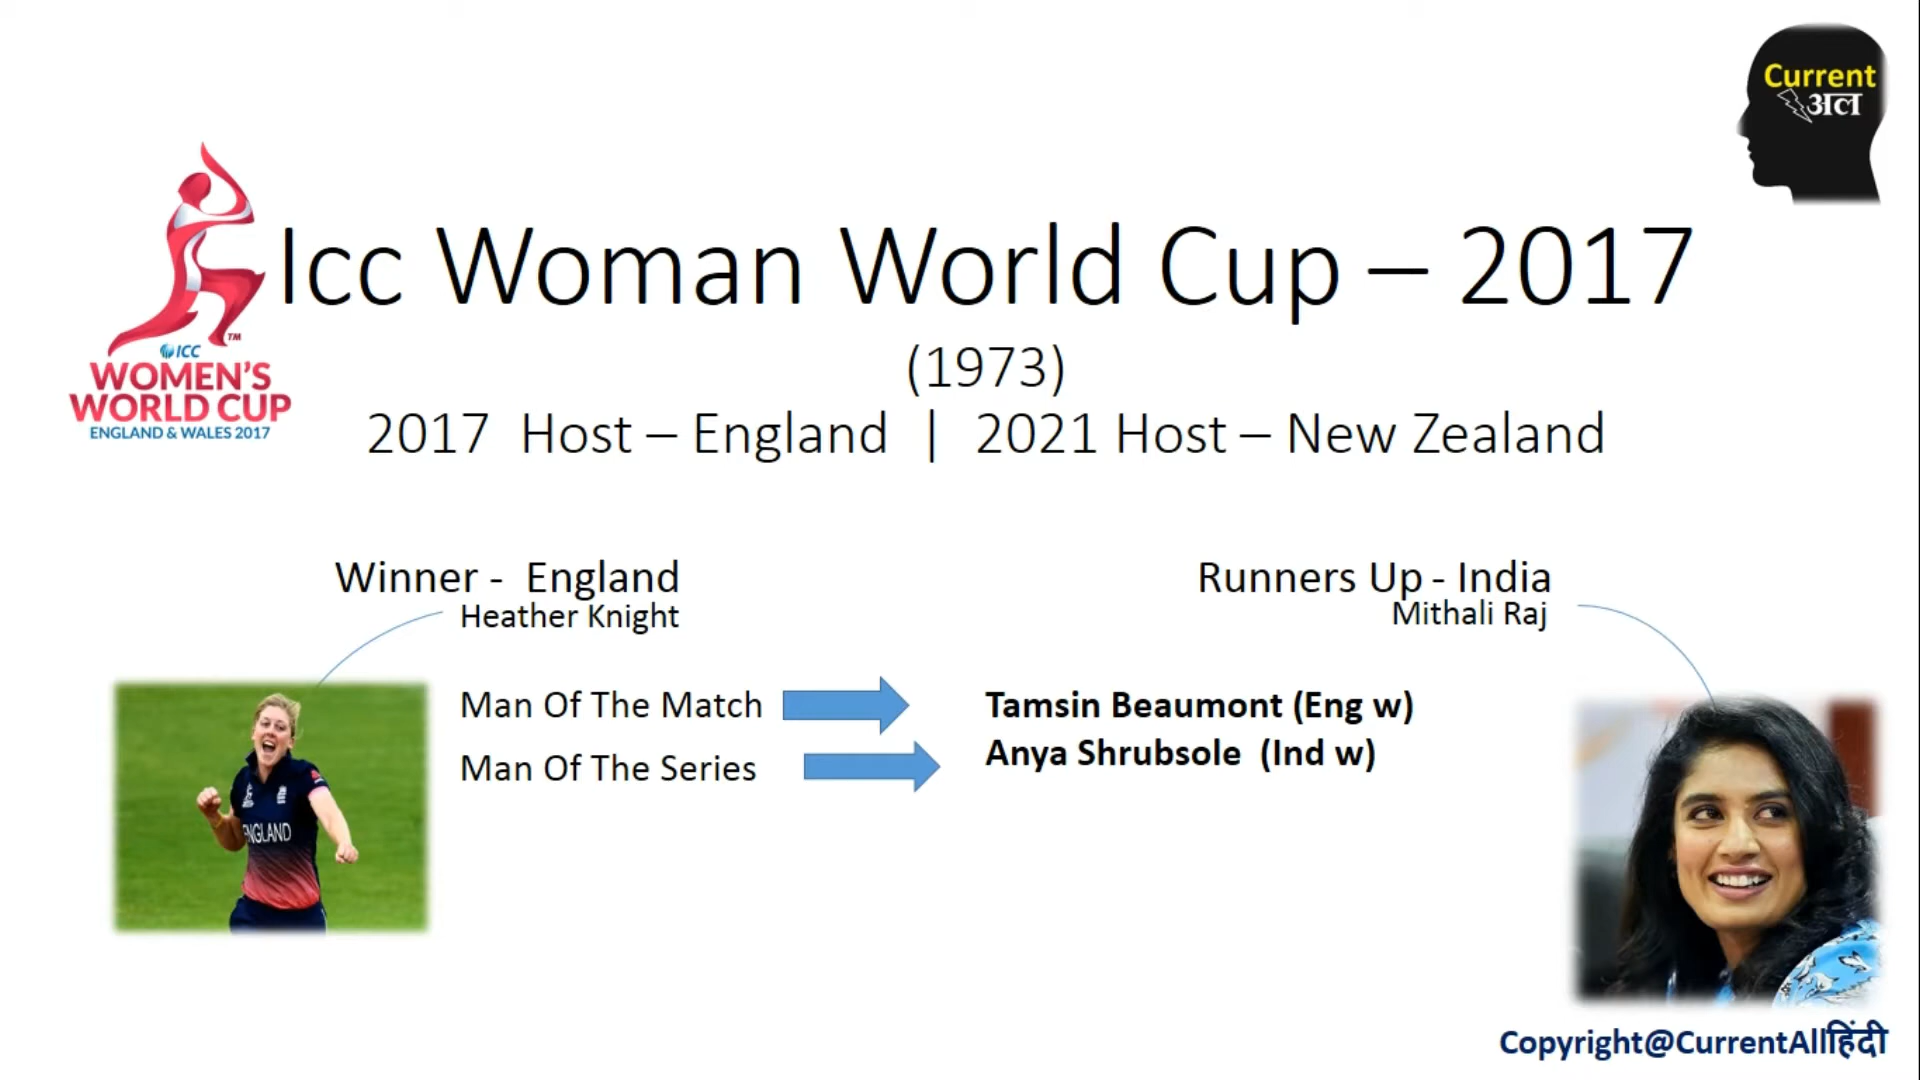 Current
अल
Icc Woman World Cup – 2017
(1973)
2017 Host – England | 2021 Host – New Zealand
TM
ICC
WOMEN'S
WORLD CUP
ENGLAND & WALES 2017
Winner - England
Heather Knight
Runners Up - India
Mithali Raj
Man Of The Match
Tamsin Beaumont (Eng w)
Man Of The Series
Anya Shrubsole (Ind w)
ENGLAND
Copyright@CurrentAllहिंदी